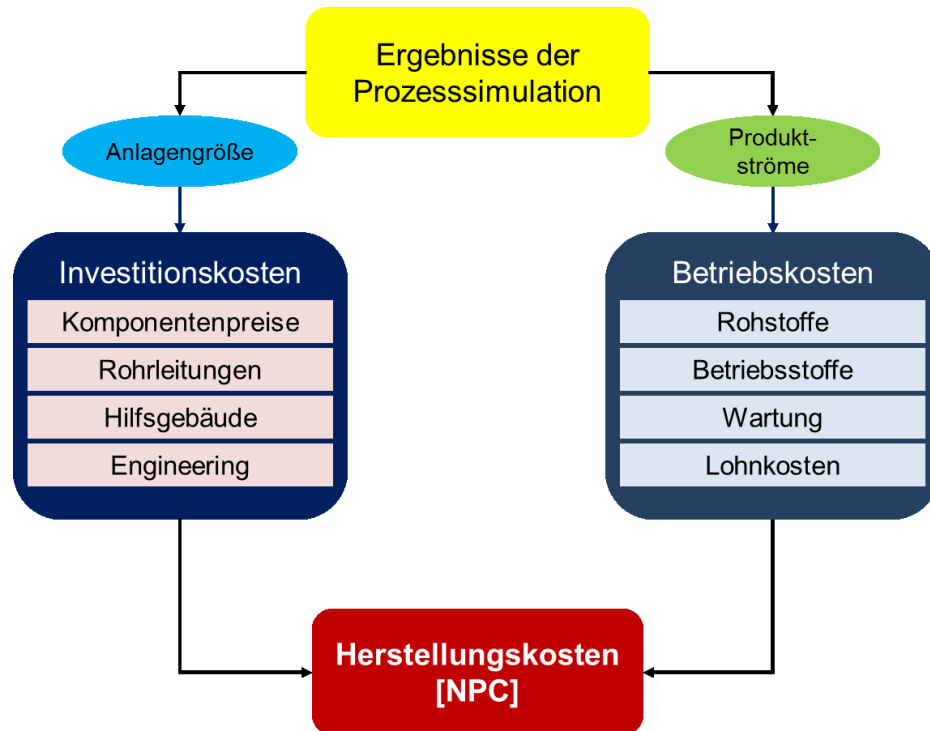 Ergebnisse der
Prozesssimulation
Anlagengröße
Produkt-
ströme
Investitionskosten
Komponentenpreise
Rohrleitungen
Hilfsgebäude
Engineering
Betriebskosten
Rohstoffe
Betriebsstoffe
Wartung
Lohnkosten
Herstellungskosten
[NPC]